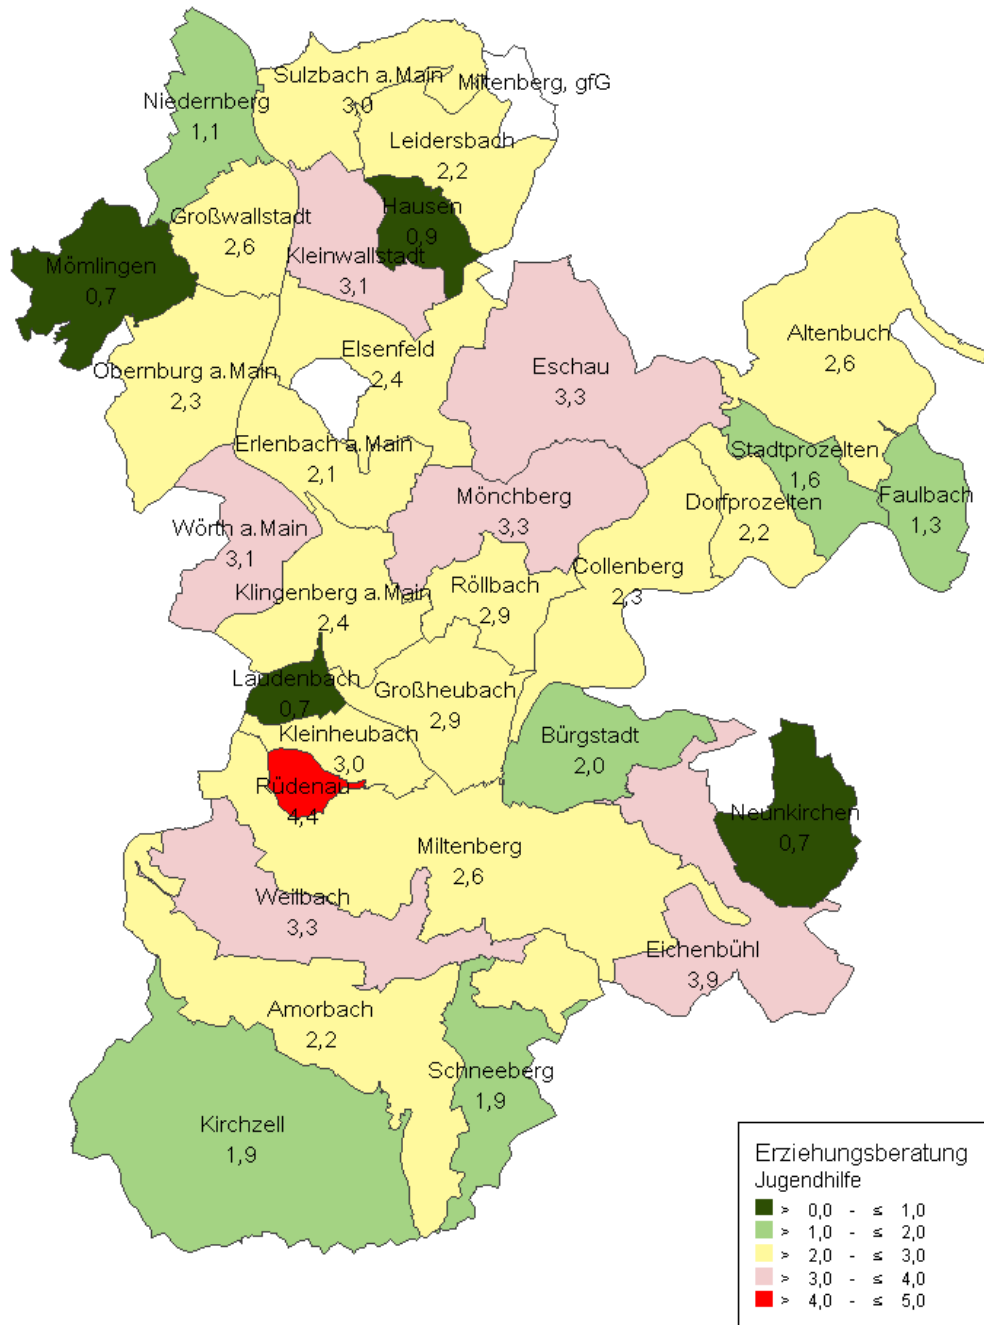 Sulzbach a.Main
3,0
Miltenberg, gfG
Niedernberg
1,1
Leidersbach
2,2
Hausen
0,9
Großwallstadt
2,6
Kleinwallstadt
3,1
Mömlingen
0,7
Altenbuch
2,6
Elsenfeld
2,4
Eschau
3,3
Obernburg a.Main
2,3
Erlenbach a.Main
2,1
Stadtprozelten
1,6
Mönchberg
3,3
Dorfprozelten
2,2
Faulbach
1,3
Wörth a.Main
3,1
Collenberg
2,3
Röllbach
2,9
Klingenberg a.Main
2,4
Laudenbach
0,7
Großheubach
2,9
Kleinheubach
3,0
Bürgstadt
2,0
Rüdenau
4,4
Neunkirchen
0,7
Miltenberg
2,6
Weilbach
3,3
Eichenbühl
3,9
Amorbach
2,2
Schneeberg
1,9
Kirchzell
1,9
Erziehungsberatung
Jugendhilfe
> 0,0 - ≤ 1,0
> 1,0 - ≤ 2,0
> 2,0 - ≤ 3,0
> 3,0 - ≤ 4,0
> 4,0 - ≤ 5,0